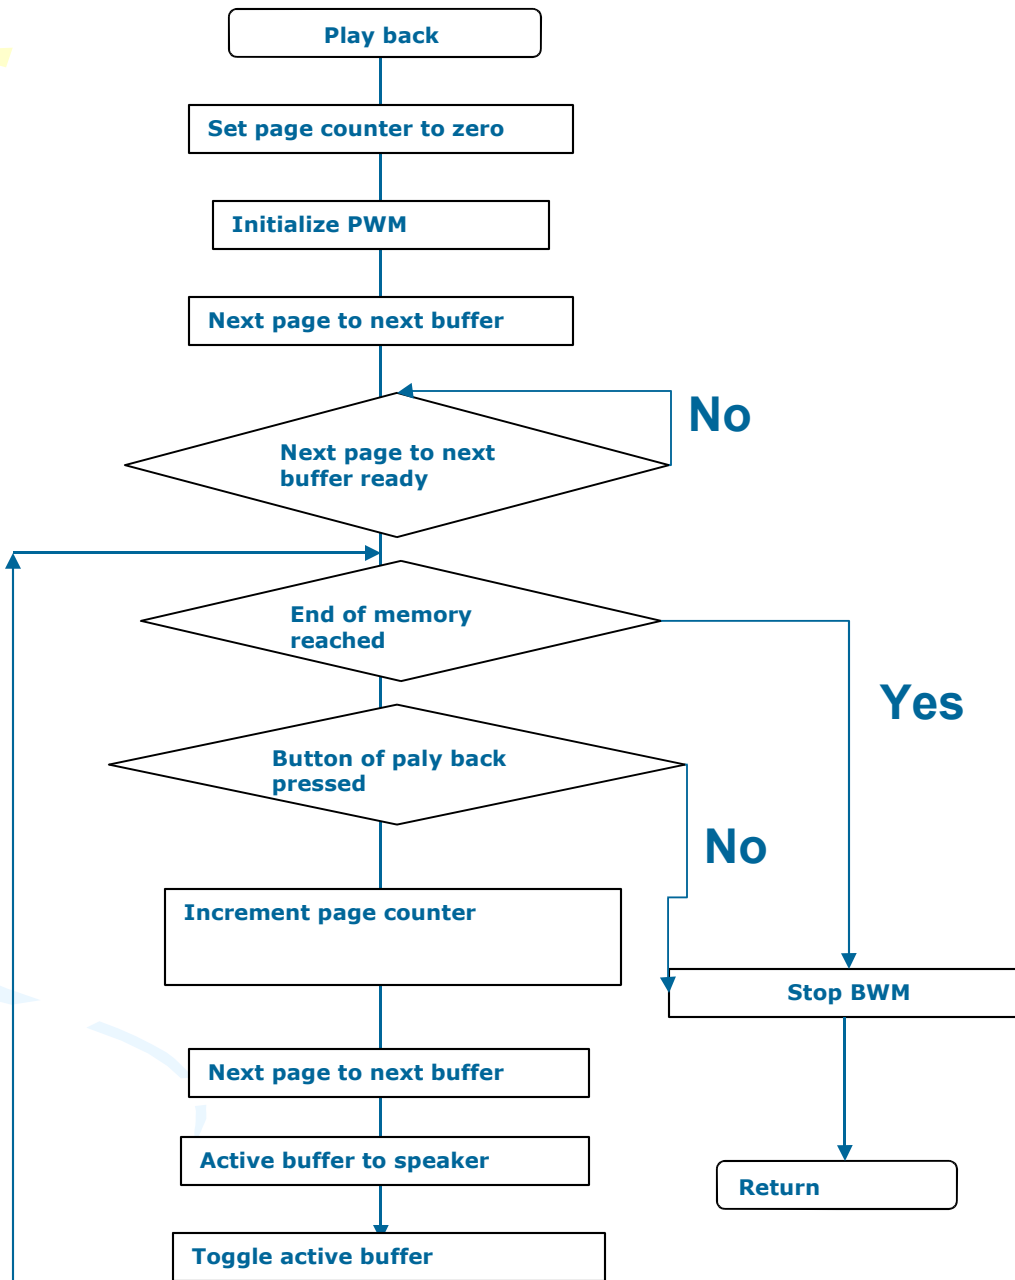 Play back
Set page counter to zero
Initialize PWM
Next page to next buffer
No
Next page to next
buffer ready
End of memory
reached
Yes
Button of paly back
pressed
No
Increment page counter
Stop BWM
Next page to next buffer
Active buffer to speaker
Return
Toggle active buffer